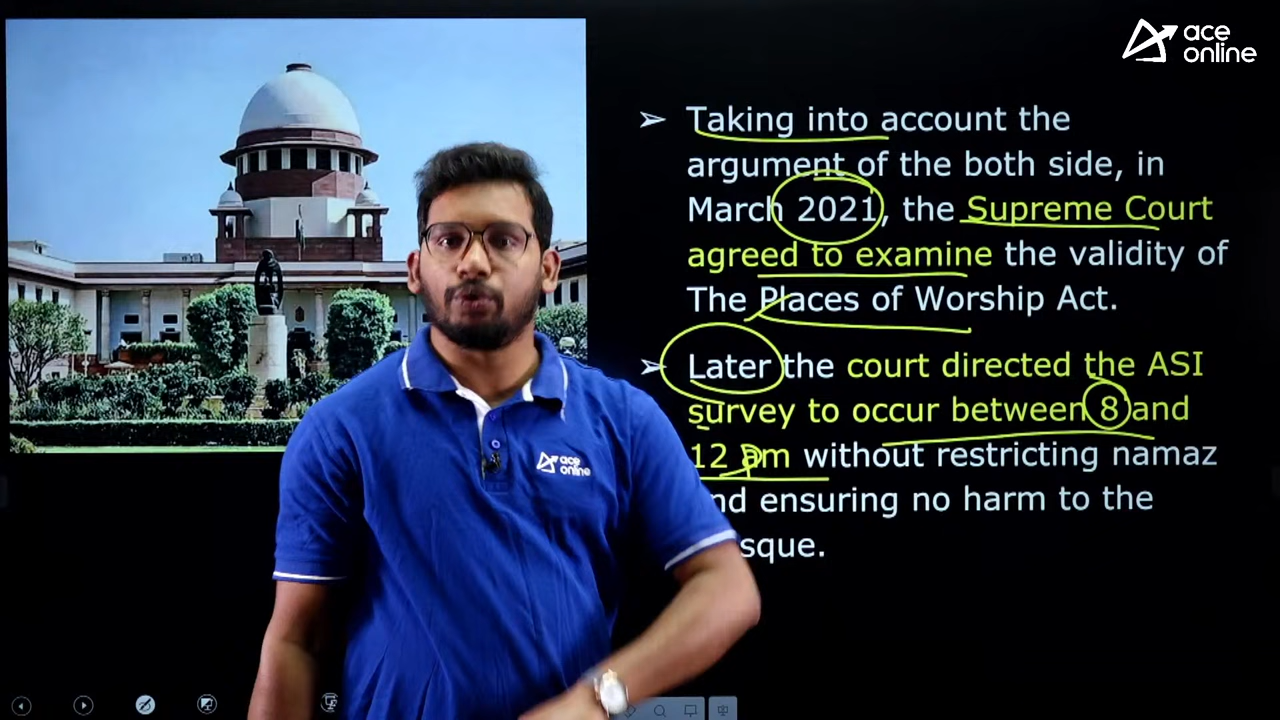 ace
online
➢ Taking into account the
argument of the both side, in
March 2021, the Supreme Court
agreed to examine the validity of
The Places of Worship Act.
➢ Later the court directed the ASI
survey to occur between 8 and
12 am without restricting namaz
nd ensuring no harm to the
sque.
ace
online